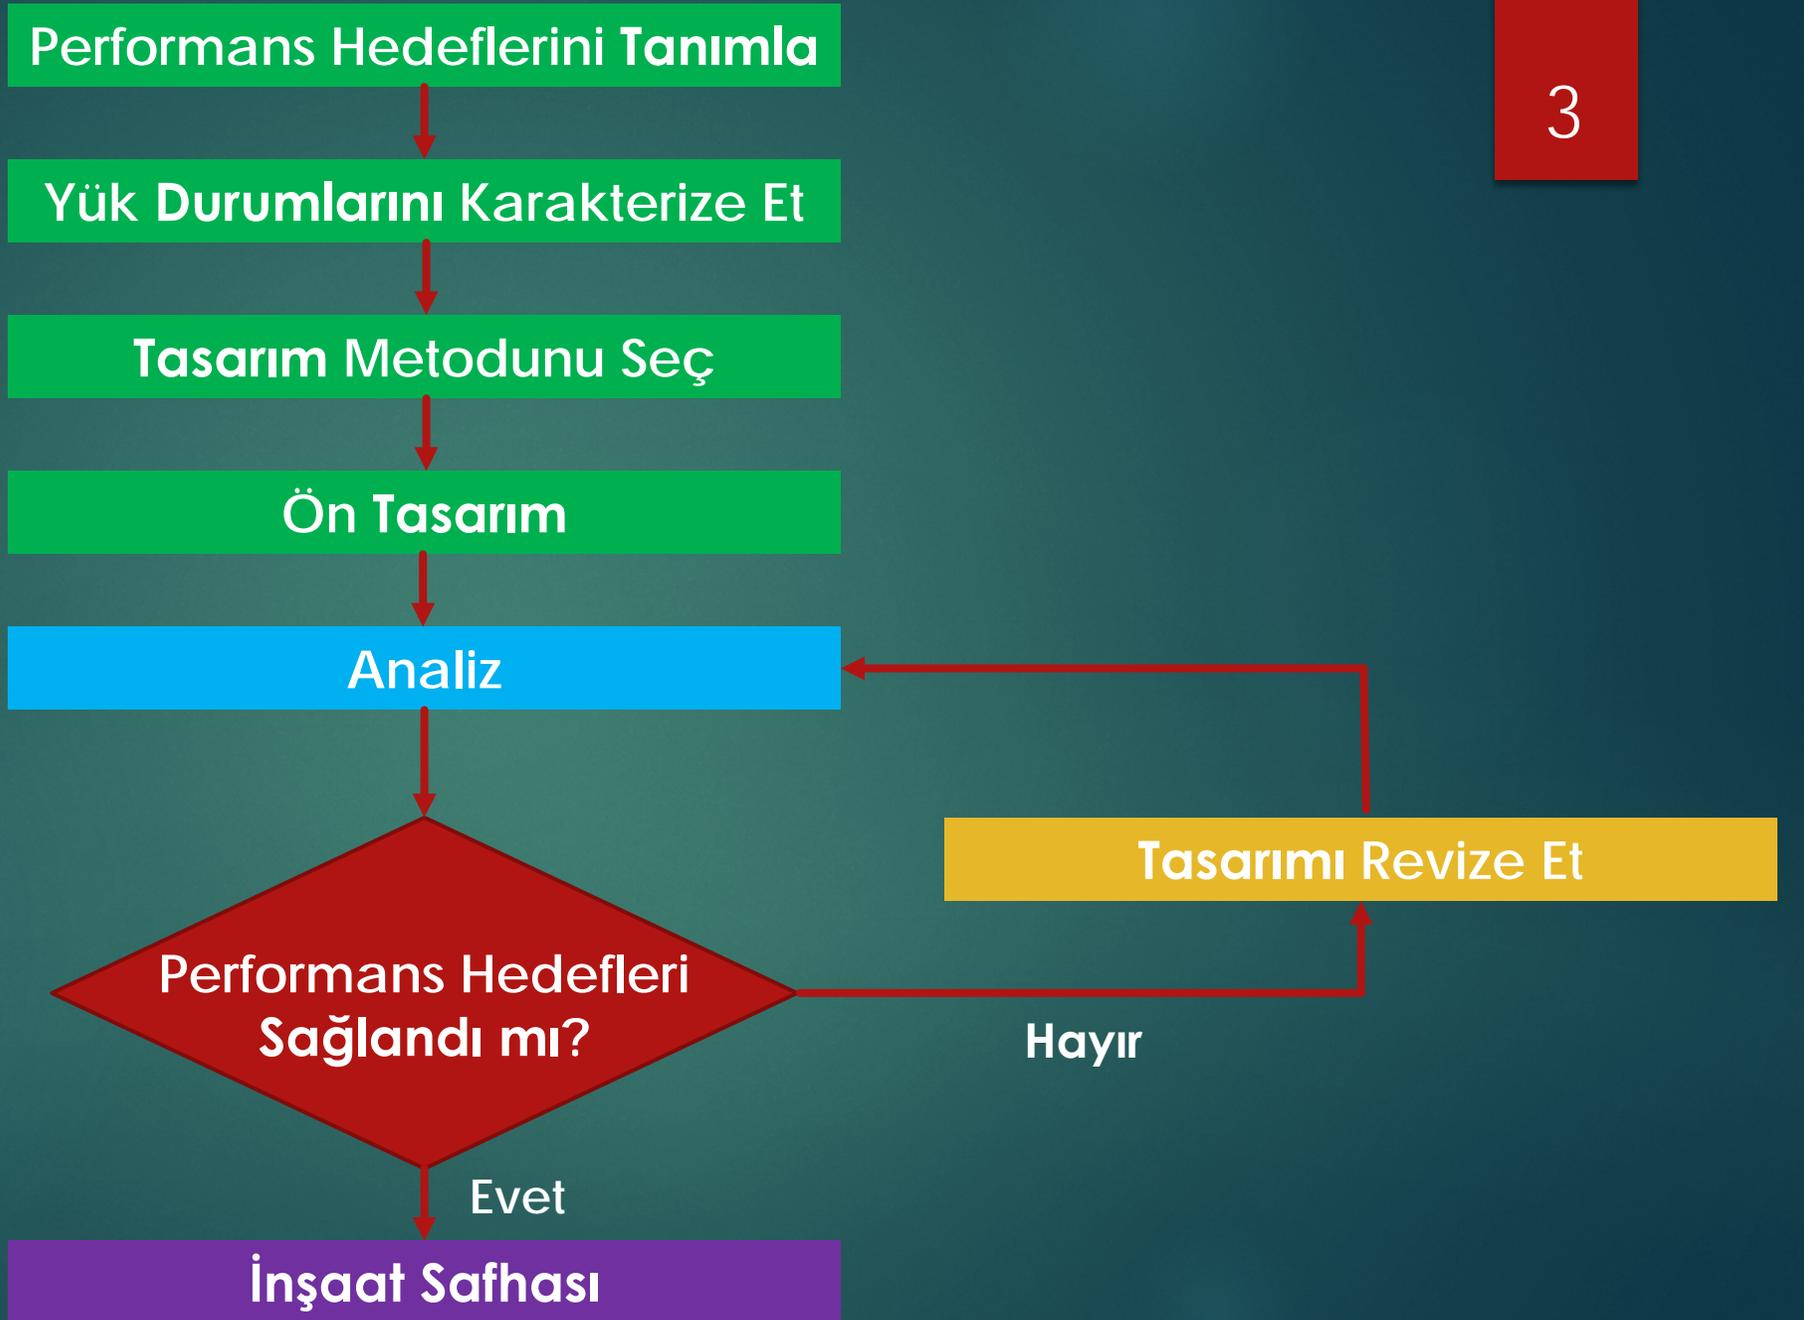 Performans Hedeflerini Tanımla
3
Yük Durumlarını Karakterize Et
Tasarım Metodunu Seç
Ön Tasarım
Analiz
Tasarımı Revize Et
Performans Hedefleri
Sağlandı mı?
Hayır
Evet
İnşaat Safhası